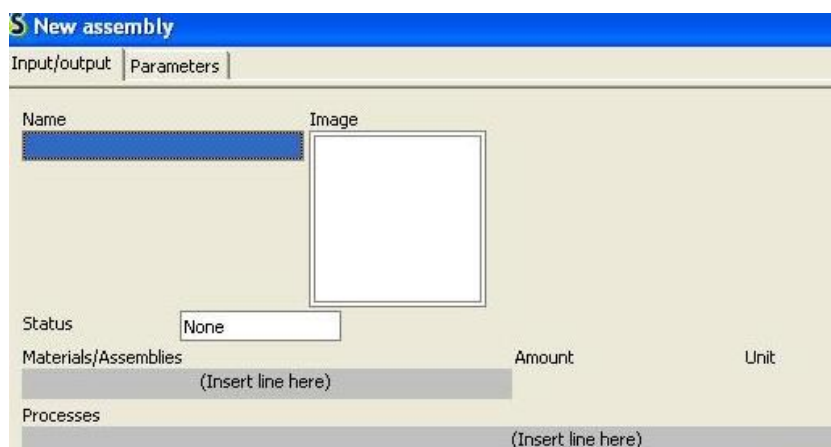 S New assembly
Input/output Parameters
Name Image
Status None
Materials/Assemblies Amount Unit
(Insert line here)
Processes
(Insert line here)